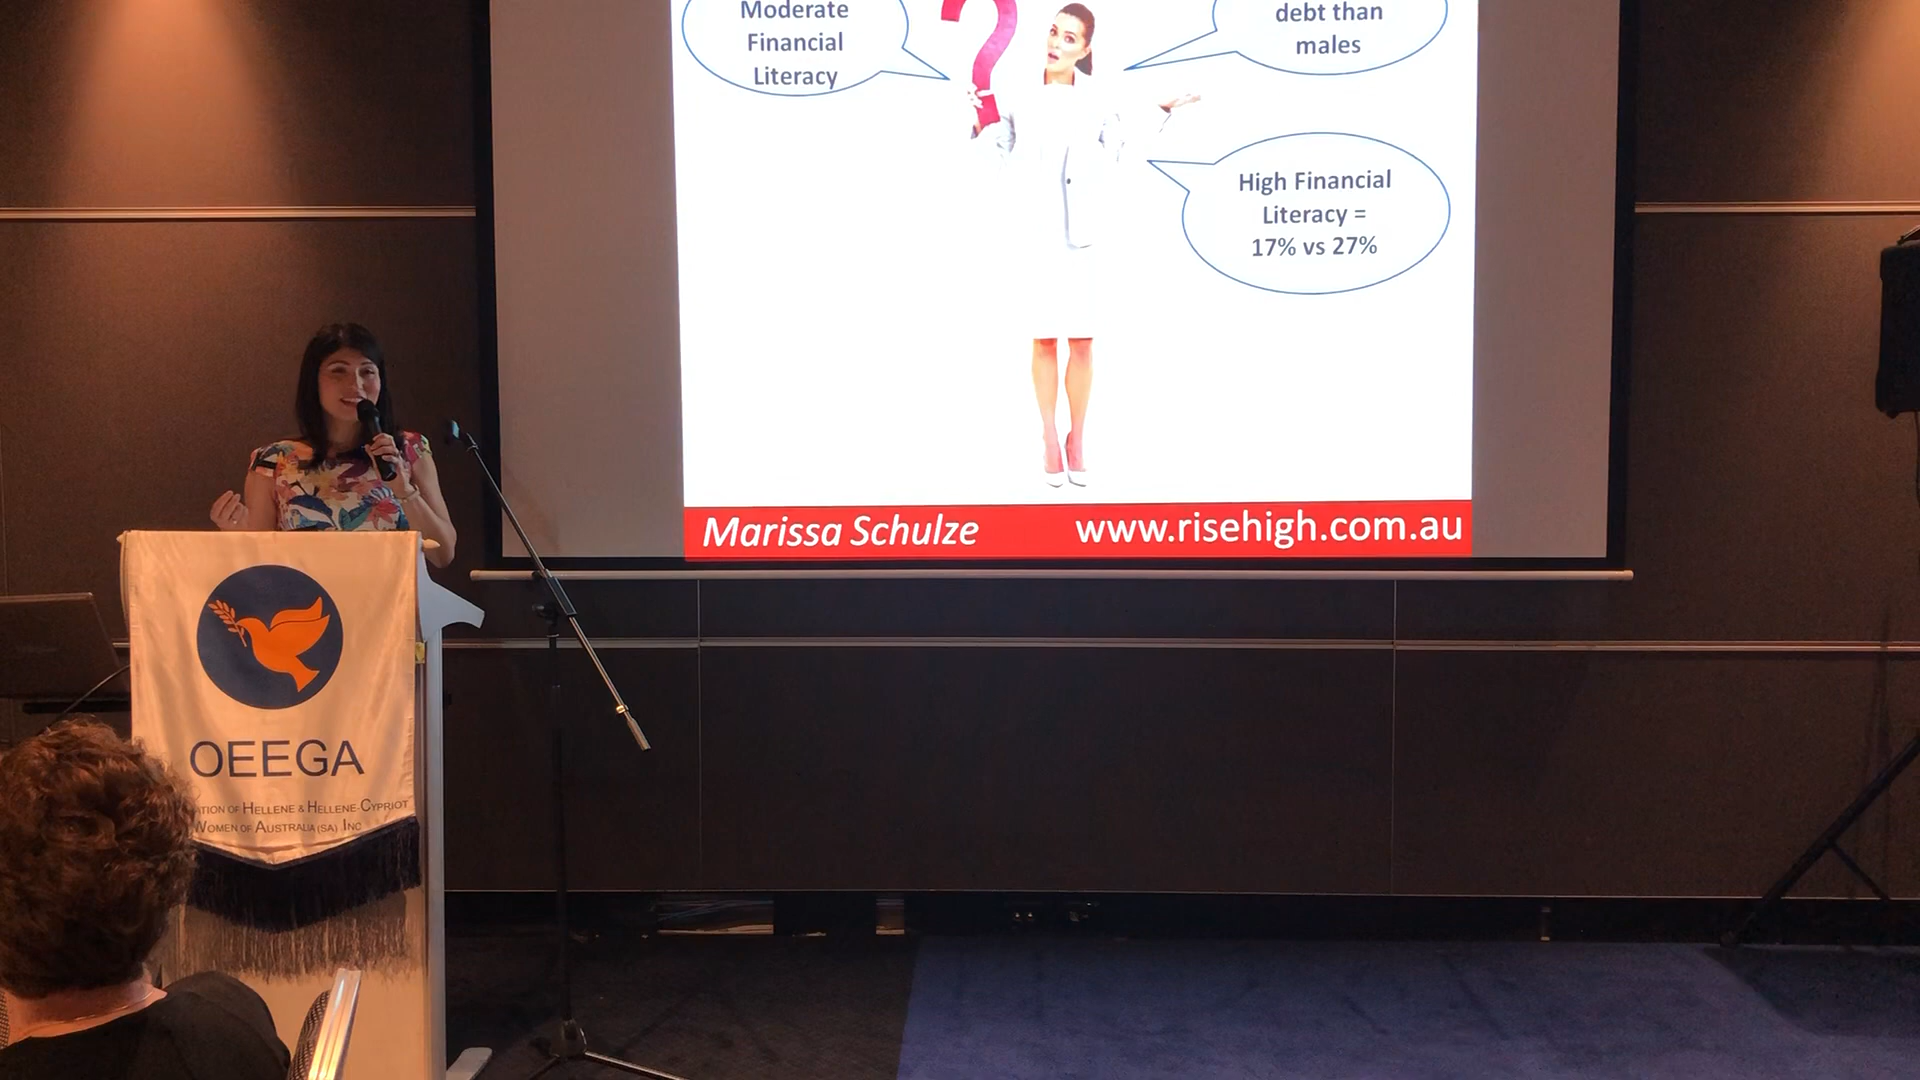 Moderate
Financial
Literacy
debt than
males
High Financial
Literacy =
17% vs 27%
Marissa Schulze
www.risehigh.com.au
OEEGA
OF HELLENE & HELLENE-CYPRIOT
WOMEN OF AUSTRALIA (SA) INC